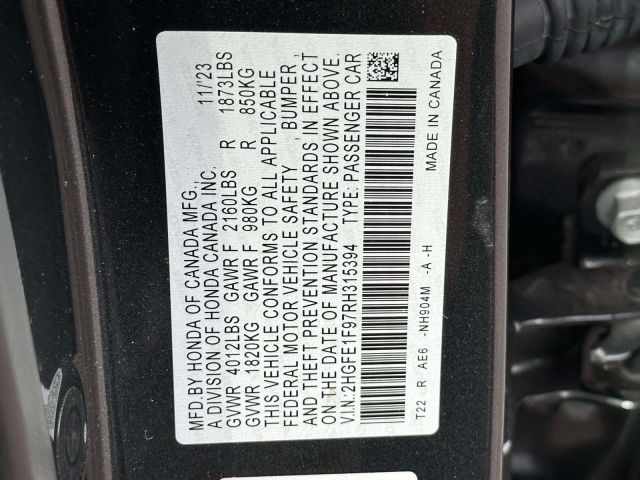 MFD.BY HONDA OF CANADA MFG., 11/23
A DIVISION OF HONDA CANADA INC.
GVWR 4012LBS GAWR F 2160LBS R 1873LBS
GVWR 1820KG GAWR F 980KG R 850KG
THIS VEHICLE CONFORMS TO ALL APPLICABLE
FEDERAL MOTOR VEHICLE SAFETY , BUMPER ,
AND THEFT PREVENTION STANDARDS IN EFFECT
ON THE DATE OF MANUFACTURE SHOWN ABOVE.
V.I.N.:2HGFE1F97RH315394 TYPE: PASSENGER CAR
T22 R AE6 -NH904M -A -H MADE IN CANADA